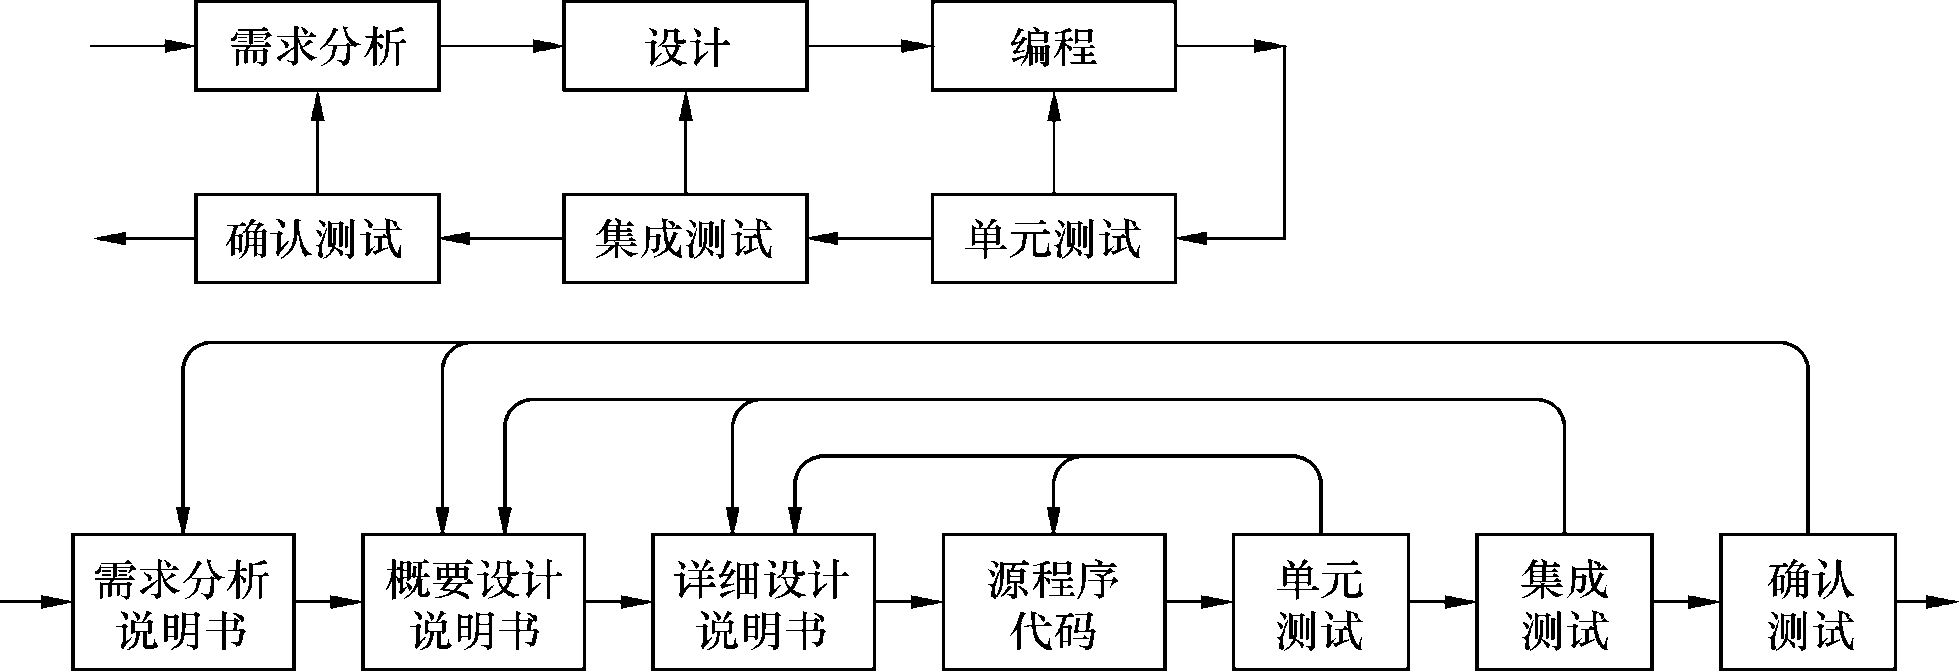 需求分析
设计
编程
确认测试
集成测试
单元测试
需求分析
说明书
概要设计
说明书
详细设计
说明书
源程序
代码
单元
测试
集成
测试
确认
测试